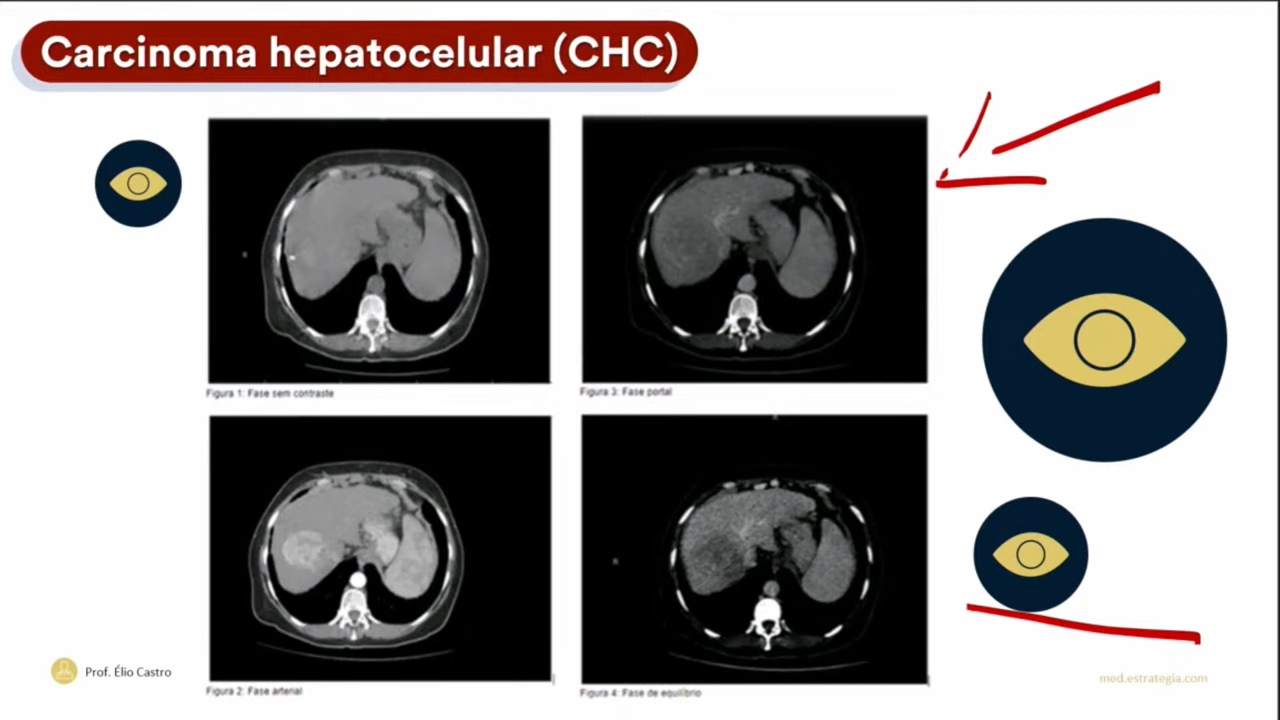 Carcinoma hepatocelular (CHC)
Figura 1: Fase sem contraste
Figura 3: Fase portal
Figura 2: Fase arterial
Figura 4: Fase de equilíbrio
Prof. Élio Castro
med.estrategia.com